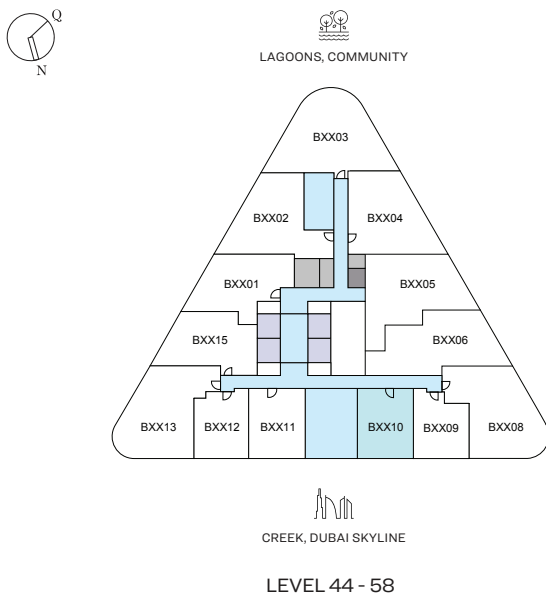 Q
N
LAGOONS, COMMUNITY
BXX03
BXX02
BXX04
BXX01
BXX05
BXX15
BXX06
BXX13
BXX12
BXX11
BXX10
BXX09
BXX08
CREEK, DUBAI SKYLINE
LEVEL 44 - 58